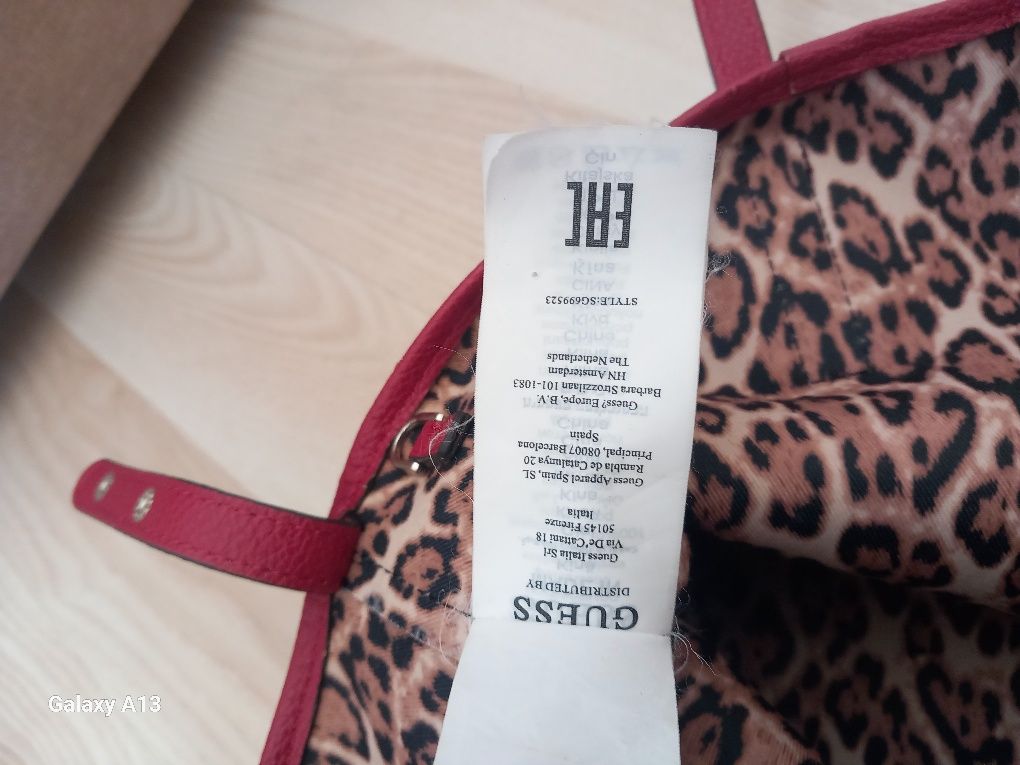 GUESS
DISTRIBUTED BY
Guess Italia Srl
Via De'Cattani 18
50145 Firenze
Italia
Guess Apparel Spain, SL
Rambla de Catalunya 20
Principal, 08007 Barcelona
Spain
Guess? Europe, B.V.
Barbara Strozzilaan 101-1083
HN Amsterdam
The Netherlands
STYLE:SG699523
EAC
Galaxy A13